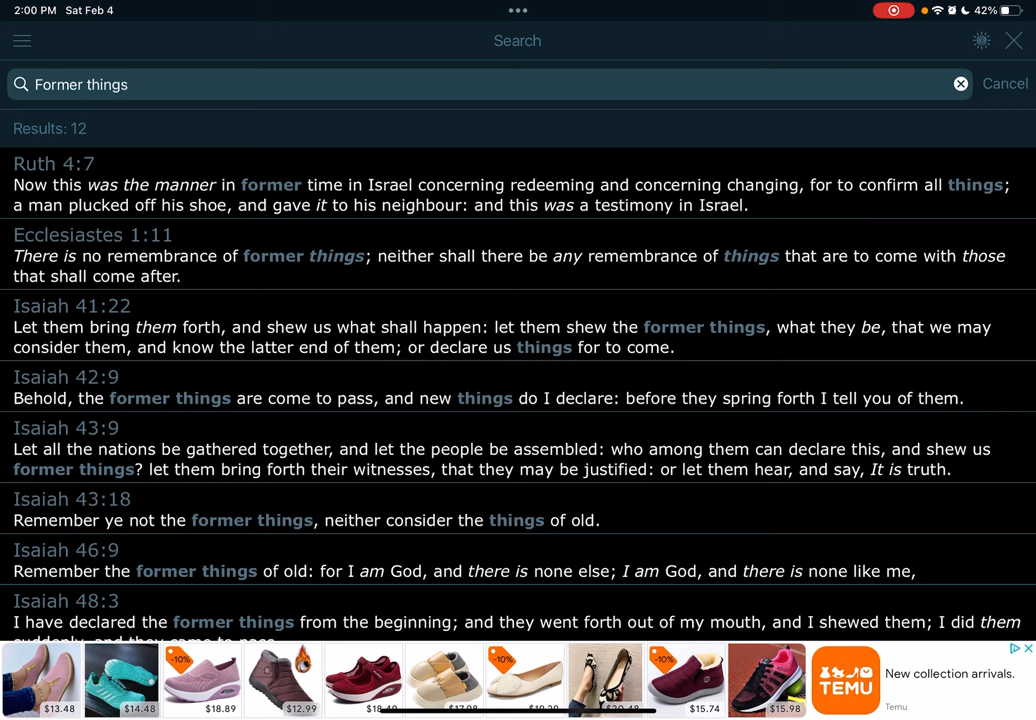 2:00 PM Sat Feb 4
42%
Search
Former things
Cancel
Results: 12
Ruth 4:7
Now this was the manner in former time in Israel concerning redeeming and concerning changing, for to confirm all things;
a man plucked off his shoe, and gave it to his neighbour: and this was a testimony in Israel.
Ecclesiastes 1:11
There is no remembrance of former things; neither shall there be any remembrance of things that are to come with those
that shall come after.
Isaiah 41:22
Let them bring them forth, and shew us what shall happen: let them shew the former things, what they be, that we may
consider them, and know the latter end of them; or declare us things for to come.
Isaiah 42:9
Behold, the former things are come to pass, and new things do I declare: before they spring forth I tell you of them.
Isaiah 43:9
Let all the nations be gathered together, and let the people be assembled: who among them can declare this, and shew us
former things? let them bring forth their witnesses, that they may be justified: or let them hear, and say, It is truth.
Isaiah 43:18
Remember ye not the former things, neither consider the things of old.
Isaiah 46:9
Remember the former things of old: for I am God, and there is none else; I am God, and there is none like me,
Isaiah 48:3
I have declared the former things from the beginning; and they went forth out of my mouth, and I shewed them; I did them
suddenly, and they came to pass.
-10% -10% -10%
$13.48 $14.48 $18.89 $12.99 $15.74 $15.98
TEMU
New collection arrivals.
Temu